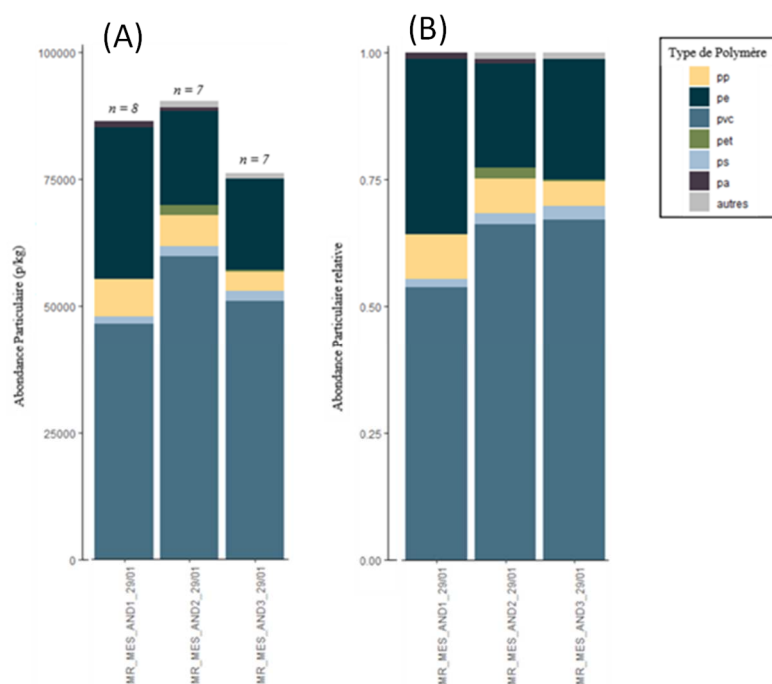 (A)
(B)
Abondance Particulaire (p/kg)
100000
75000
50000
25000
0
n = 8
n = 7
n = 7
MR_MES_AND1_29/01
MR_MES_AND2_29/01
MR_MES_AND3_29/01
Abondance Particulaire relative
1.00
0.75
0.50
0.25
0.00
MR_MES_AND1_29/01
MR_MES_AND2_29/01
MR_MES_AND3_29/01
Type de Polymère
pp
pe
pvc
pet
ps
pa
autres